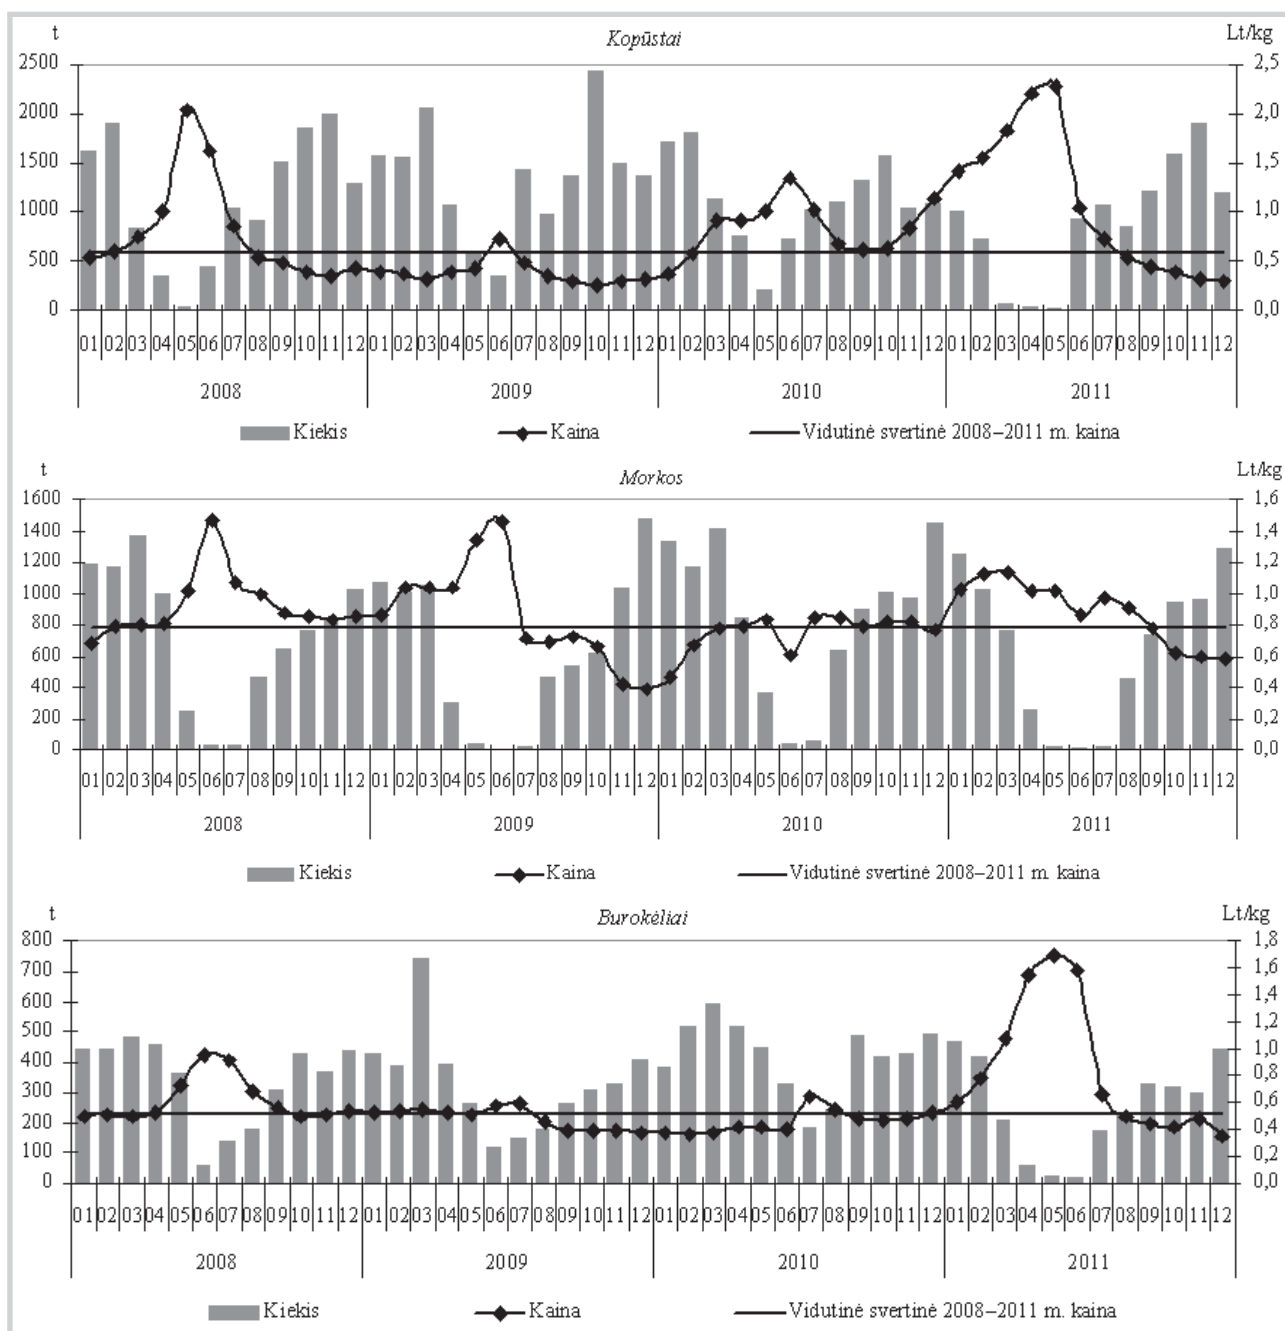 t Kopūstai Lt/kg
2500 2,5
2000 2,0
1500 1,5
1000 1,0
500 0,5
0 0,0
01 02 03 04 05 06 07 08 09 10 11 12 01 02 03 04 05 06 07 08 09 10 11 12 01 02 03 04 05 06 07 08 09 10 11 12 01 02 03 04 05 06 07 08 09 10 11 12
2008 2009 2010 2011
Kiekis Kaina Vidutinė svertinė 2008–2011 m. kaina
t Morkos Lt/kg
1600 1,6
1400 1,4
1200 1,2
1000 1,0
800 0,8
600 0,6
400 0,4
200 0,2
0 0,0
01 02 03 04 05 06 07 08 09 10 11 12 01 02 03 04 05 06 07 08 09 10 11 12 01 02 03 04 05 06 07 08 09 10 11 12 01 02 03 04 05 06 07 08 09 10 11 12
2008 2009 2010 2011
Kiekis Kaina Vidutinė svertinė 2008–2011 m. kaina
t Burokėliai Lt/kg
800 1,8
700 1,6
600 1,4
500 1,2
400 1,0
300 0,8
200 0,6
100 0,4
0 0,2
0,0
01 02 03 04 05 06 07 08 09 10 11 12 01 02 03 04 05 06 07 08 09 10 11 12 01 02 03 04 05 06 07 08 09 10 11 12 01 02 03 04 05 06 07 08 09 10 11 12
2008 2009 2010 2011
Kiekis Kaina Vidutinė svertinė 2008–2011 m. kaina